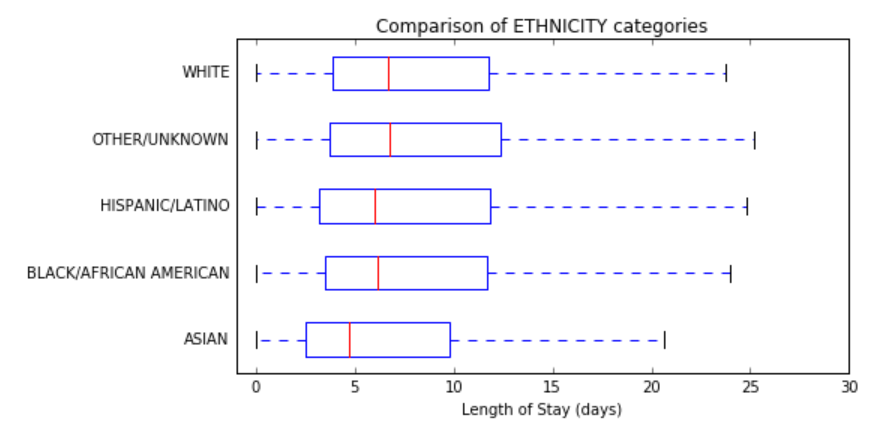 Comparison of ETHNICITY categories
WHITE
OTHER/UNKNOWN
HISPANIC/LATINO
BLACK/AFRICAN AMERICAN
ASIAN
0 5 10 15 20 25 30
Length of Stay (days)